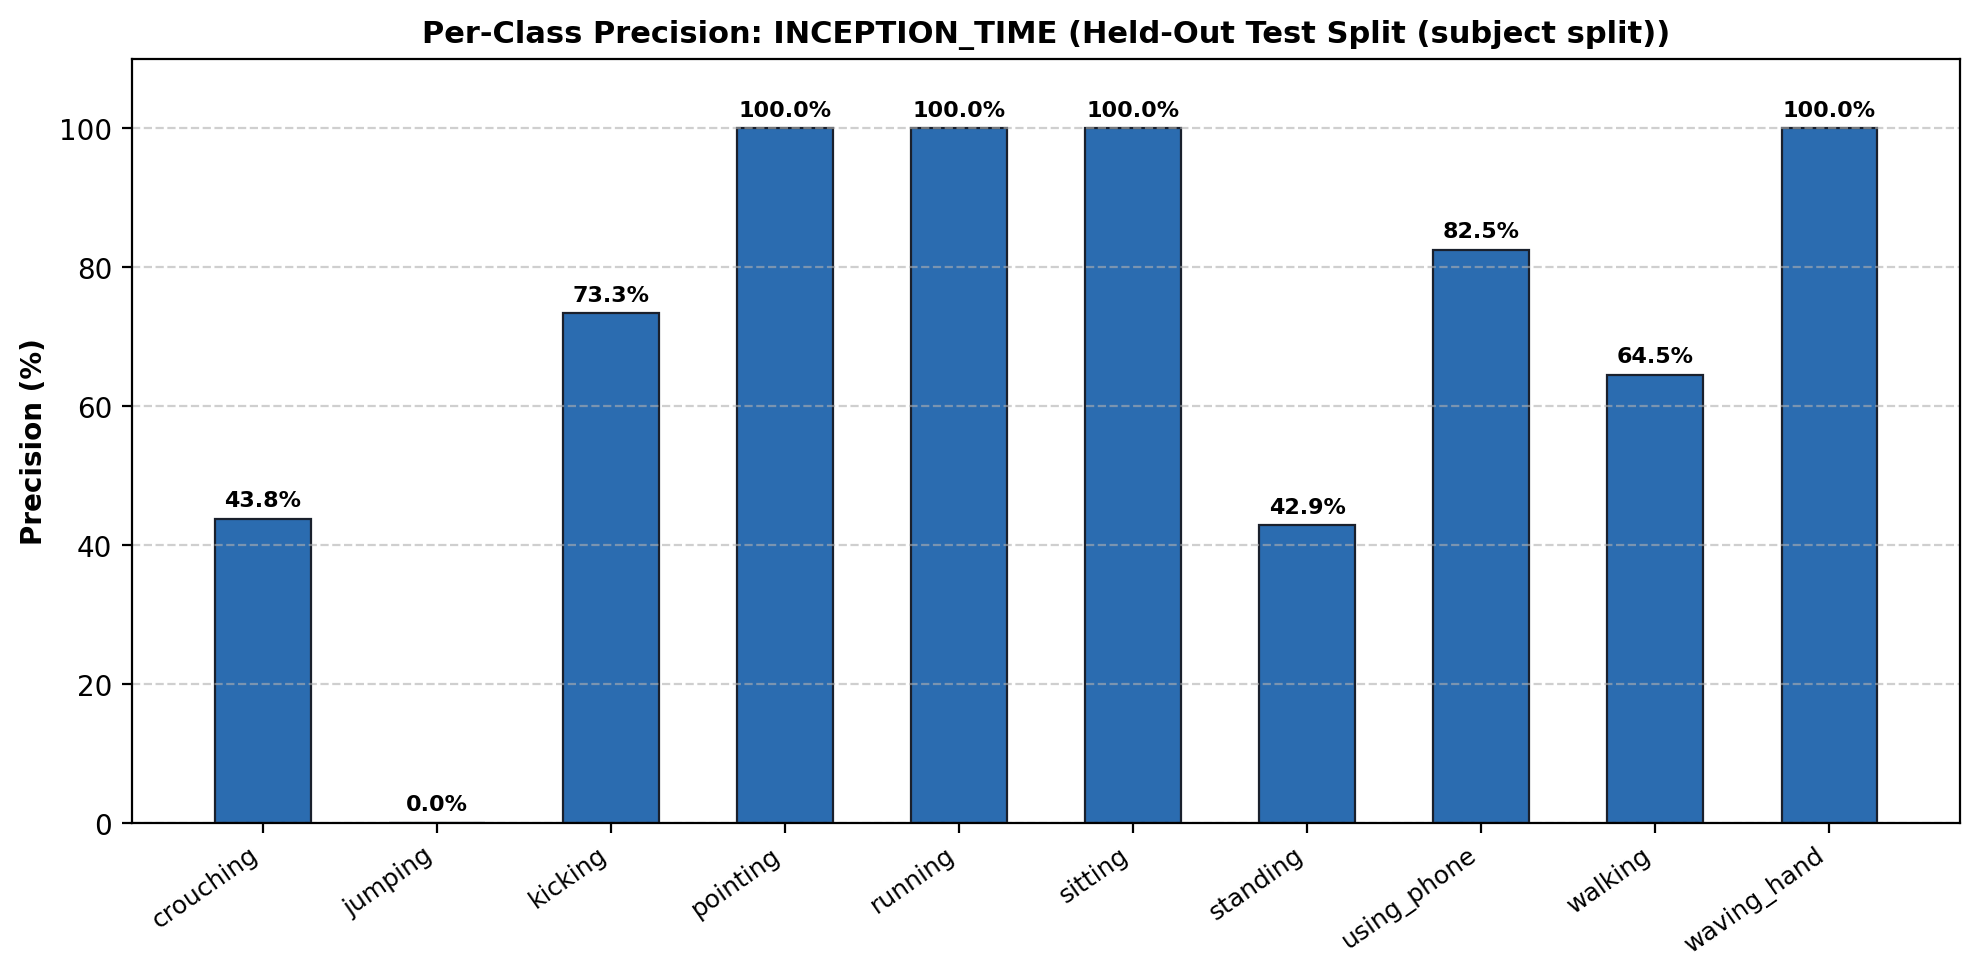 Per-Class Precision: INCEPTION_TIME (Held-Out Test Split (subject split))
Precision (%)
100
80
60
40
20
0
43.8%
0.0%
73.3%
100.0%
100.0%
100.0%
42.9%
82.5%
64.5%
100.0%
crouching
jumping
kicking
pointing
running
sitting
standing
using_phone
walking
waving_hand